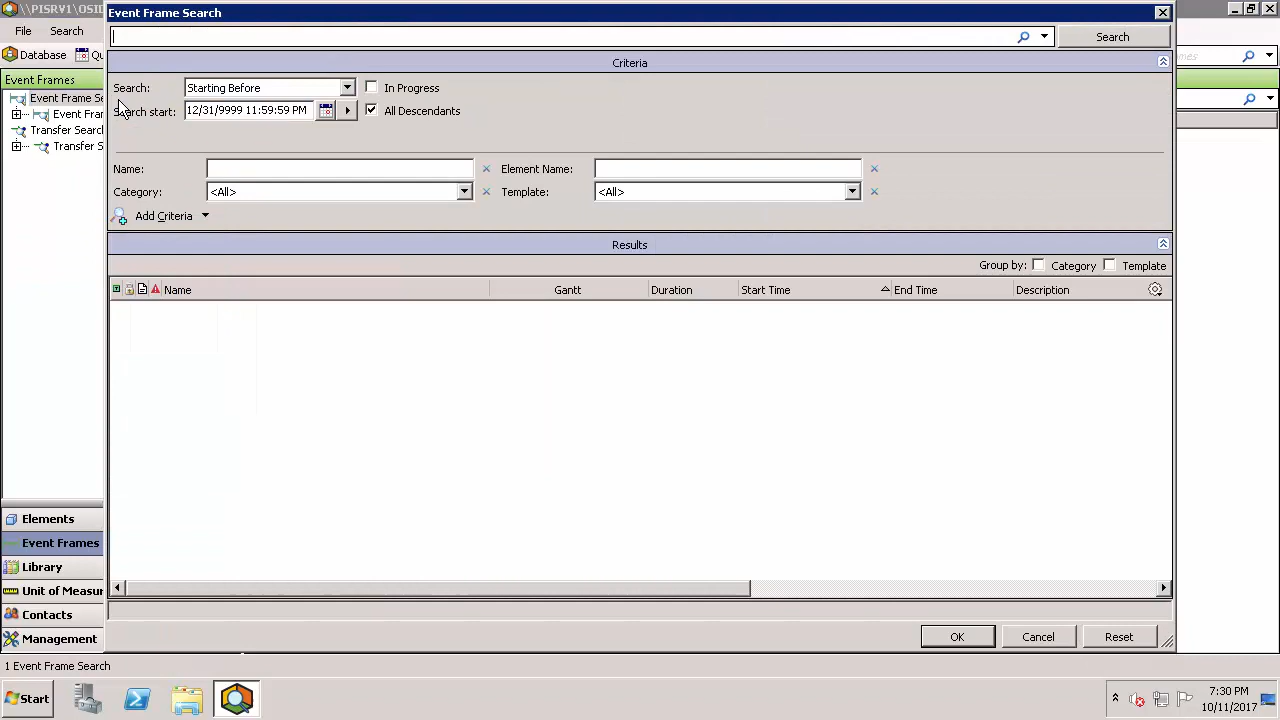 \\PISRV1\OSID
Event Frame Search
File
Search
Search
Database
Qu
mes
Criteria
Event Frames
Search:
Starting Before
In Progress
Event Frame Se
Search start:
12/31/9999 11:59:59 PM
All Descendants
Event Frar
Transfer Searc
Transfer S
Name:
Element Name:
Category:
<All>
Template:
<All>
Add Criteria
Results
Group by:
Category
Template
Name
Gantt
Duration
Start Time
End Time
Description
Elements
Event Frames
Library
Unit of Measur
Contacts
Management
OK
Cancel
Reset
1 Event Frame Search
Start
7:30 PM
10/11/2017